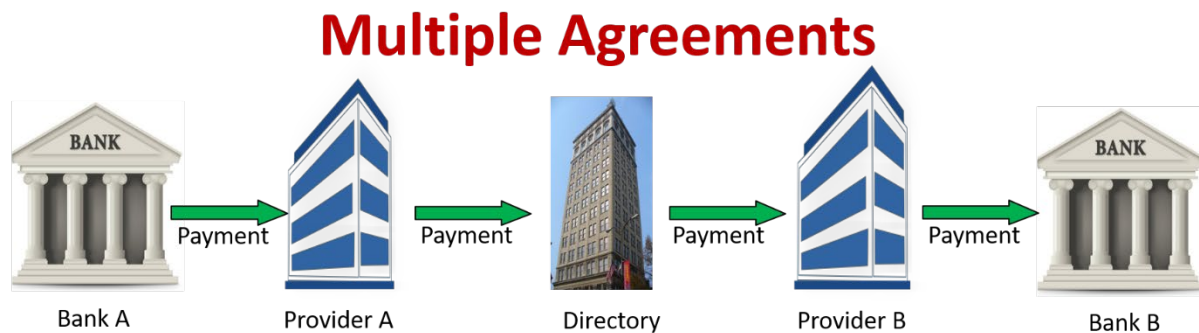 Multiple Agreements
BANK
BANK
Payment
Payment
Payment
Payment
Bank A
Provider A
Directory
Provider B
Bank B